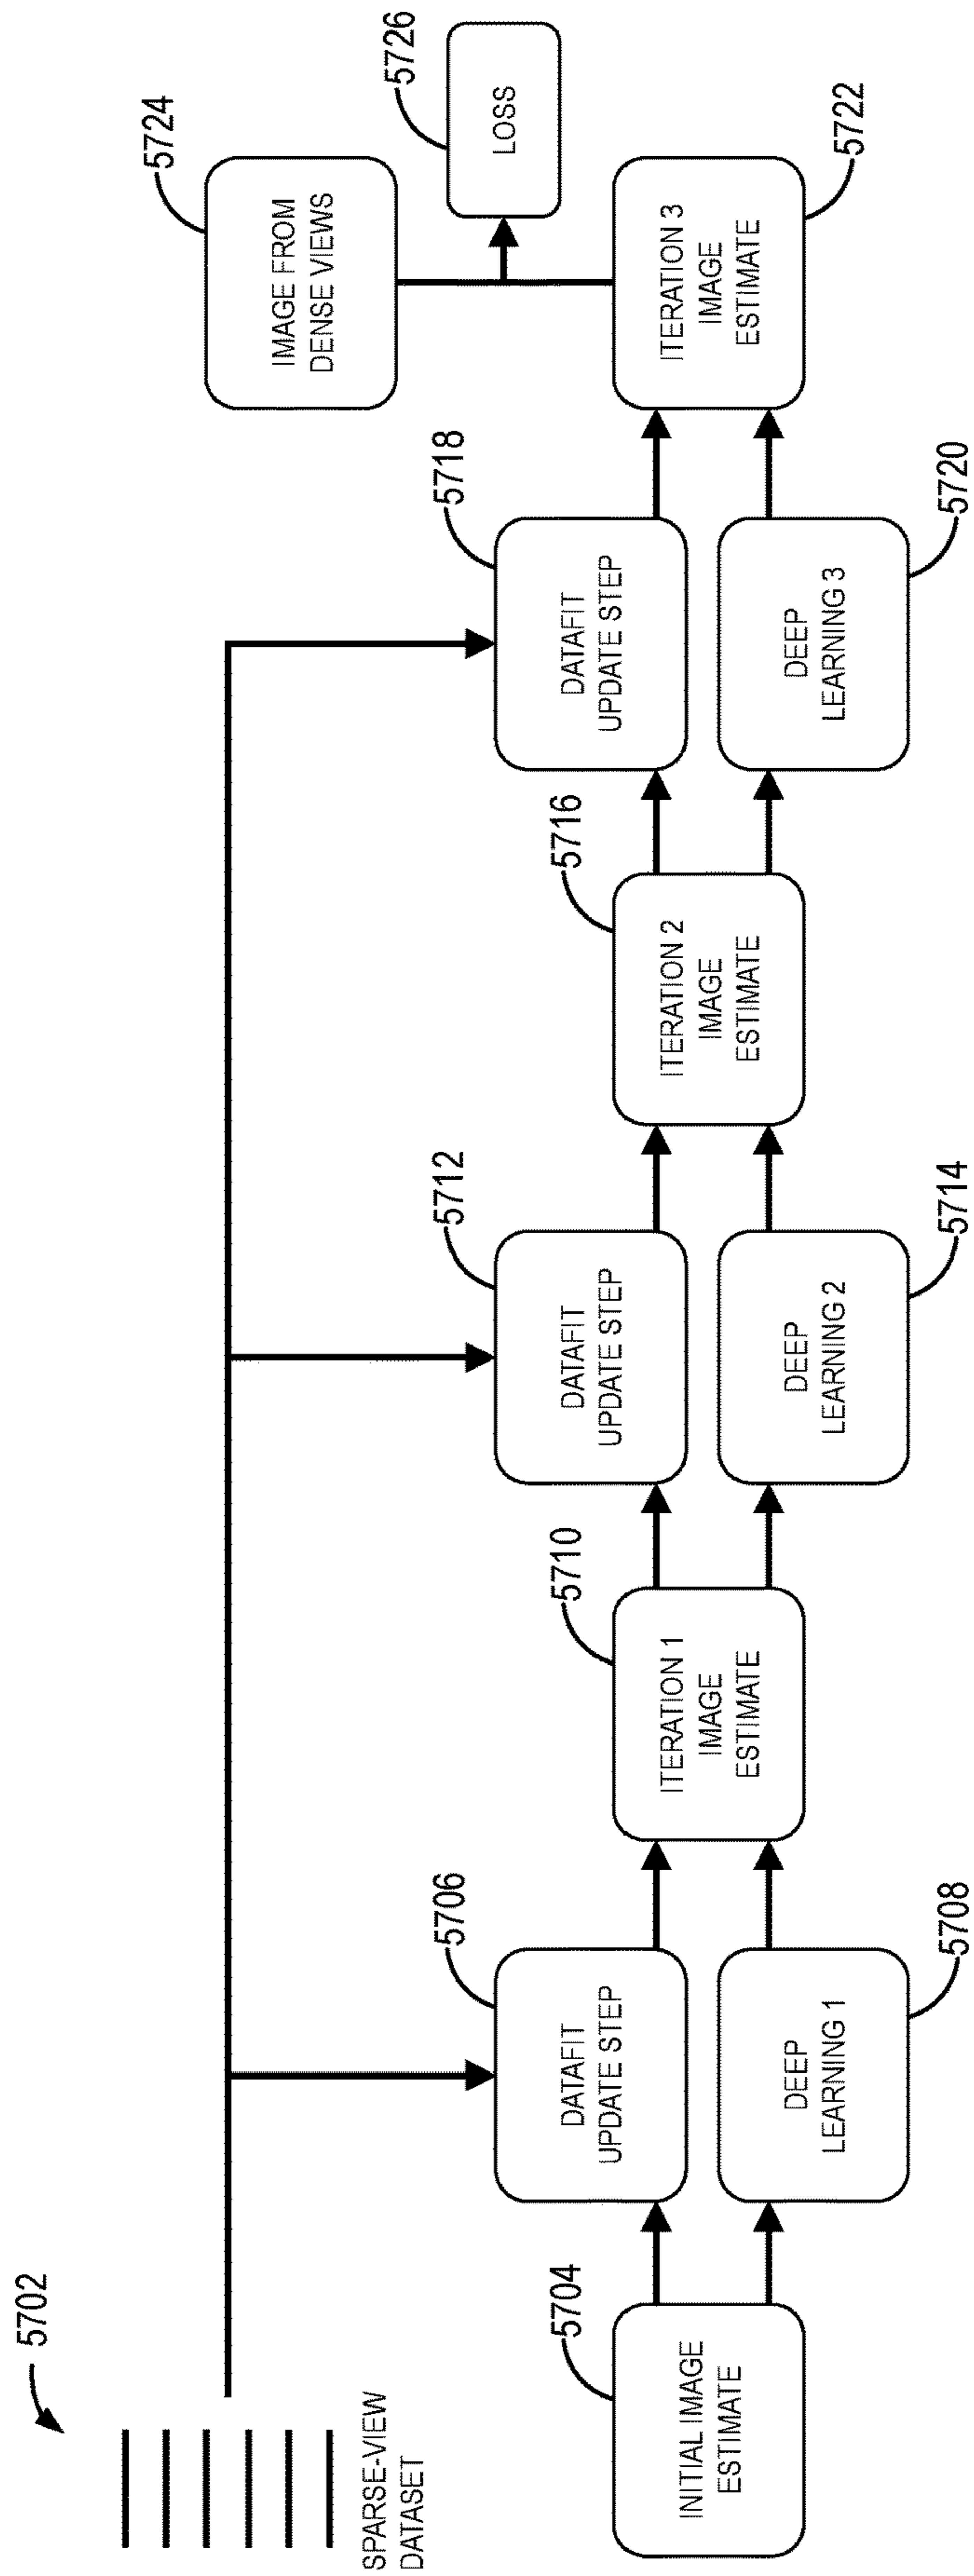 5702
SPARSE-VIEW
DATASET
5704
INITIAL IMAGE
ESTIMATE
5706
DATAFIT
UPDATE STEP
DEEP
LEARNING 1
5708
5710
ITERATION 1
IMAGE
ESTIMATE
5712
DATAFIT
UPDATE STEP
DEEP
LEARNING 2
5714
5716
ITERATION 2
IMAGE
ESTIMATE
5718
DATAFIT
UPDATE STEP
DEEP
LEARNING 3
5720
5724
IMAGE FROM
DENSE VIEWS
5726
LOSS
ITERATION 3
IMAGE
ESTIMATE
5722